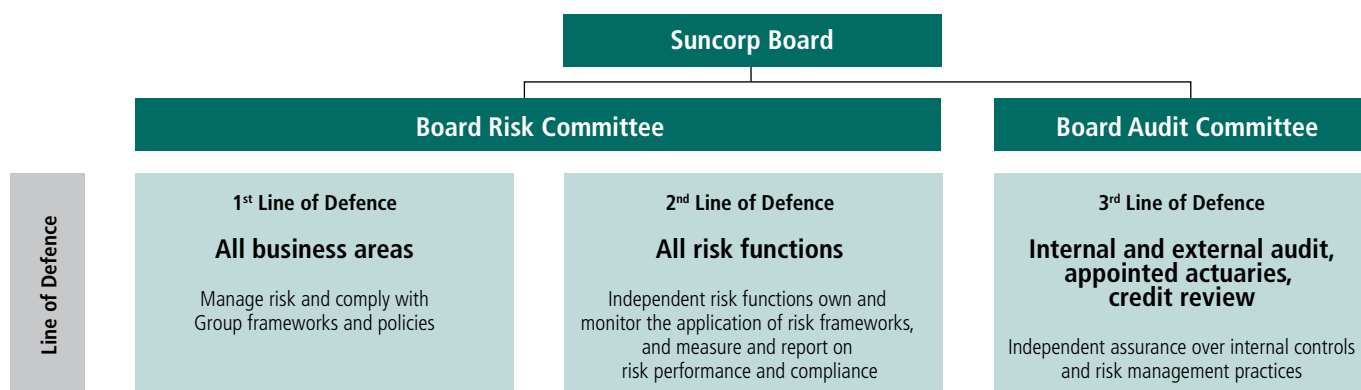 Suncorp Board
Board Risk Committee
Board Audit Committee
Line of Defence
1st Line of Defence
All business areas
Manage risk and comply with
Group frameworks and policies
2nd Line of Defence
All risk functions
Independent risk functions own and
monitor the application of risk frameworks,
and measure and report on
risk performance and compliance
3rd Line of Defence
Internal and external audit,
appointed actuaries,
credit review
Independent assurance over internal controls
and risk management practices